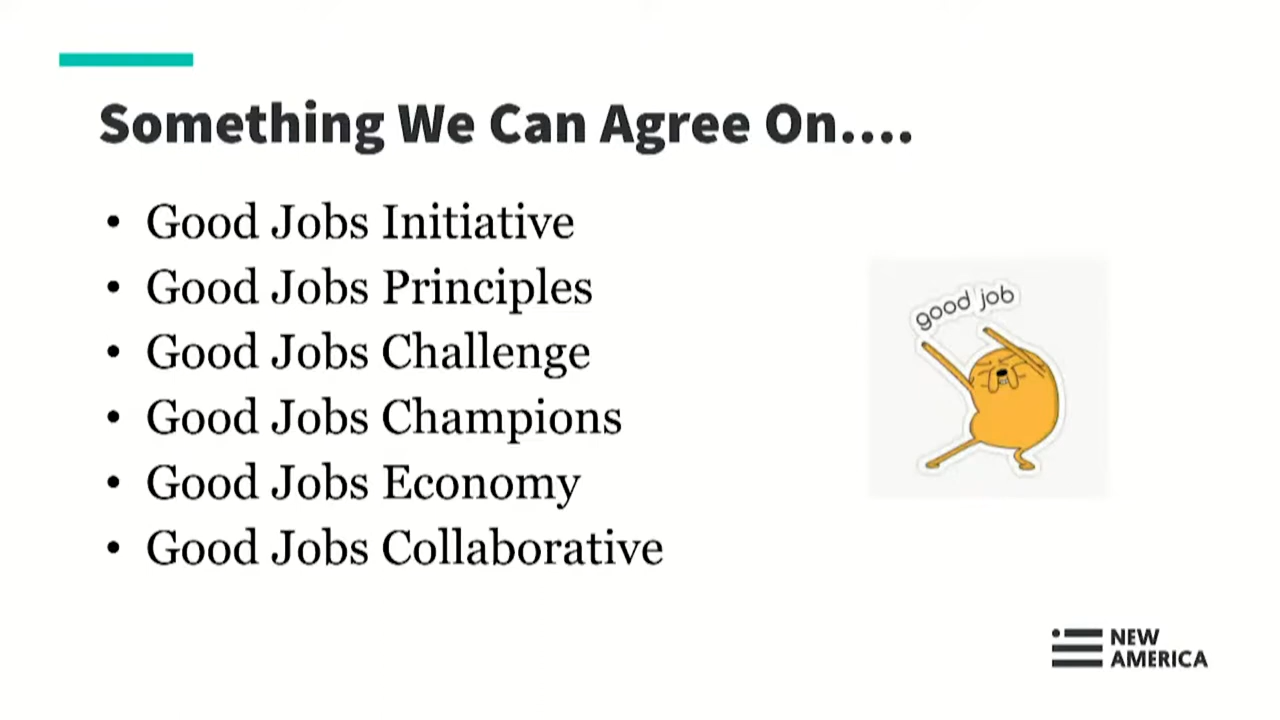 Something We Can Agree On....
• Good Jobs Initiative
• Good Jobs Principles
• Good Jobs Challenge
• Good Jobs Champions
• Good Jobs Economy
• Good Jobs Collaborative
good job
NEW
AMERICA